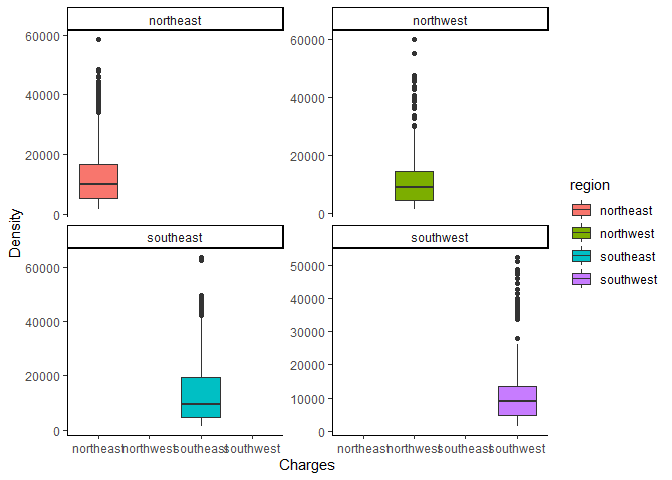 northeast
northwest
60000
40000
20000
0
60000
40000
20000
0
southeast
southwest
60000
40000
20000
0
50000
40000
30000
20000
10000
0
northeast northwest southeast southwest
northeast northwest southeast southwest
Charges
Density
region
northeast
northwest
southeast
southwest